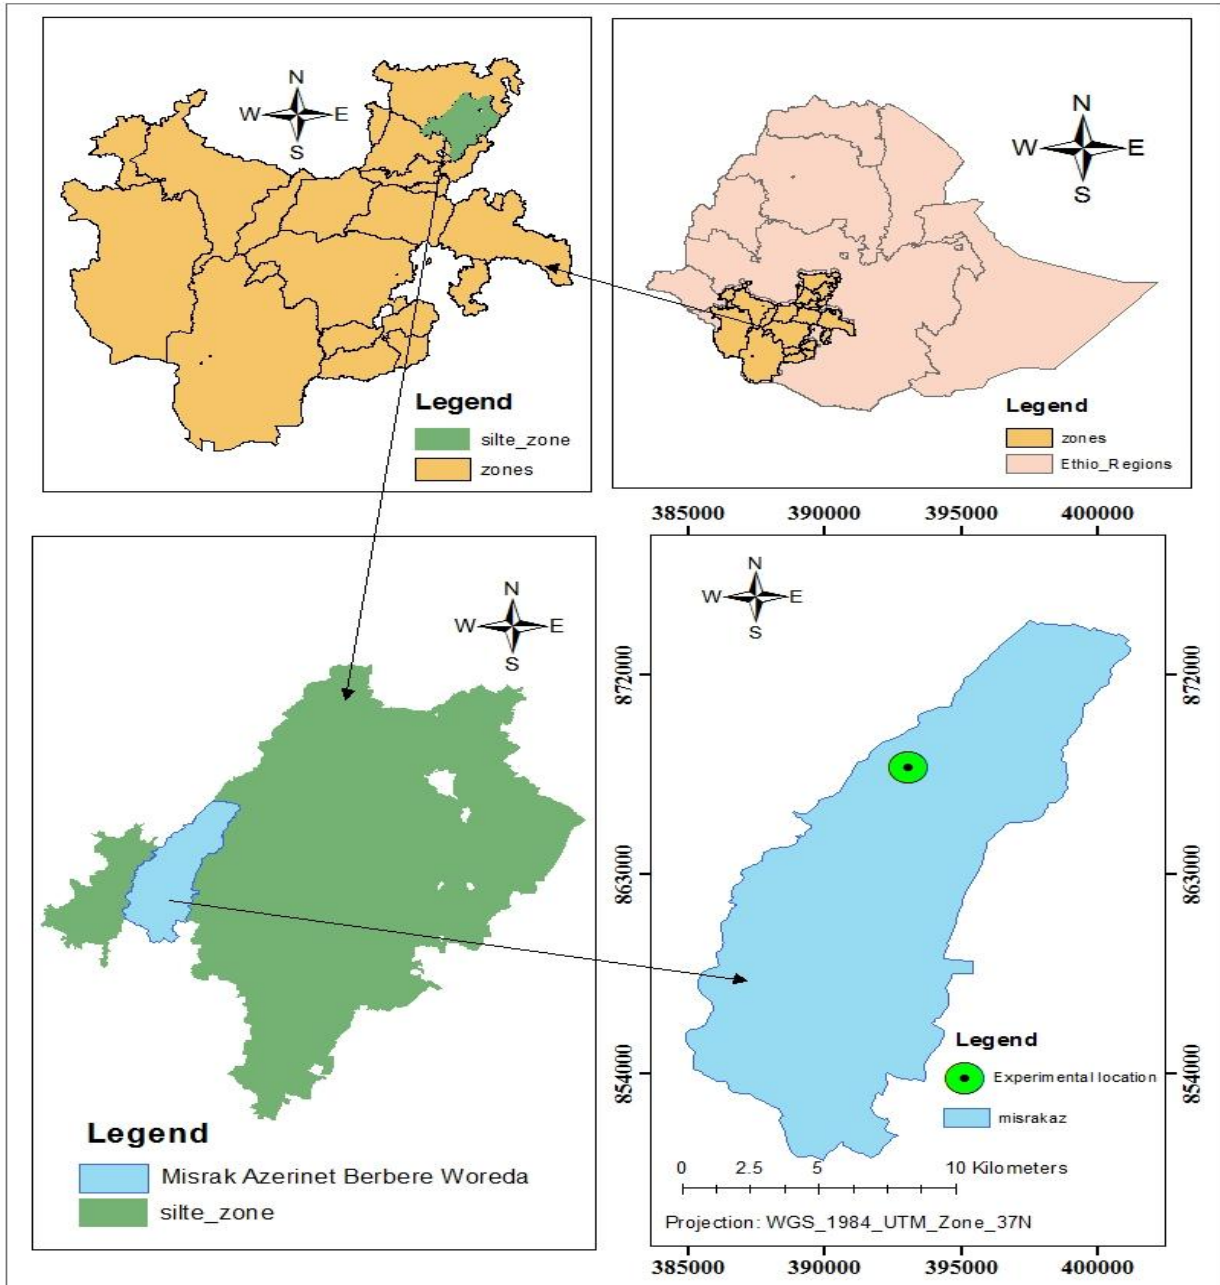 N
W E
S
Legend
silte_zone
zones
N
W E
S
Legend
zones
Ethio_Regions
N
W E
S
Legend
Misrak Azerinet Berbere Woreda
silte_zone
385000 390000 395000 400000
N
W E
S
872000 872000
863000 863000
854000 854000
Legend
Experimental location
misrakaz
0 2.5 5 10 Kilometers
Projection: WGS_1984_UTM_Zone_37N
385000 390000 395000 400000